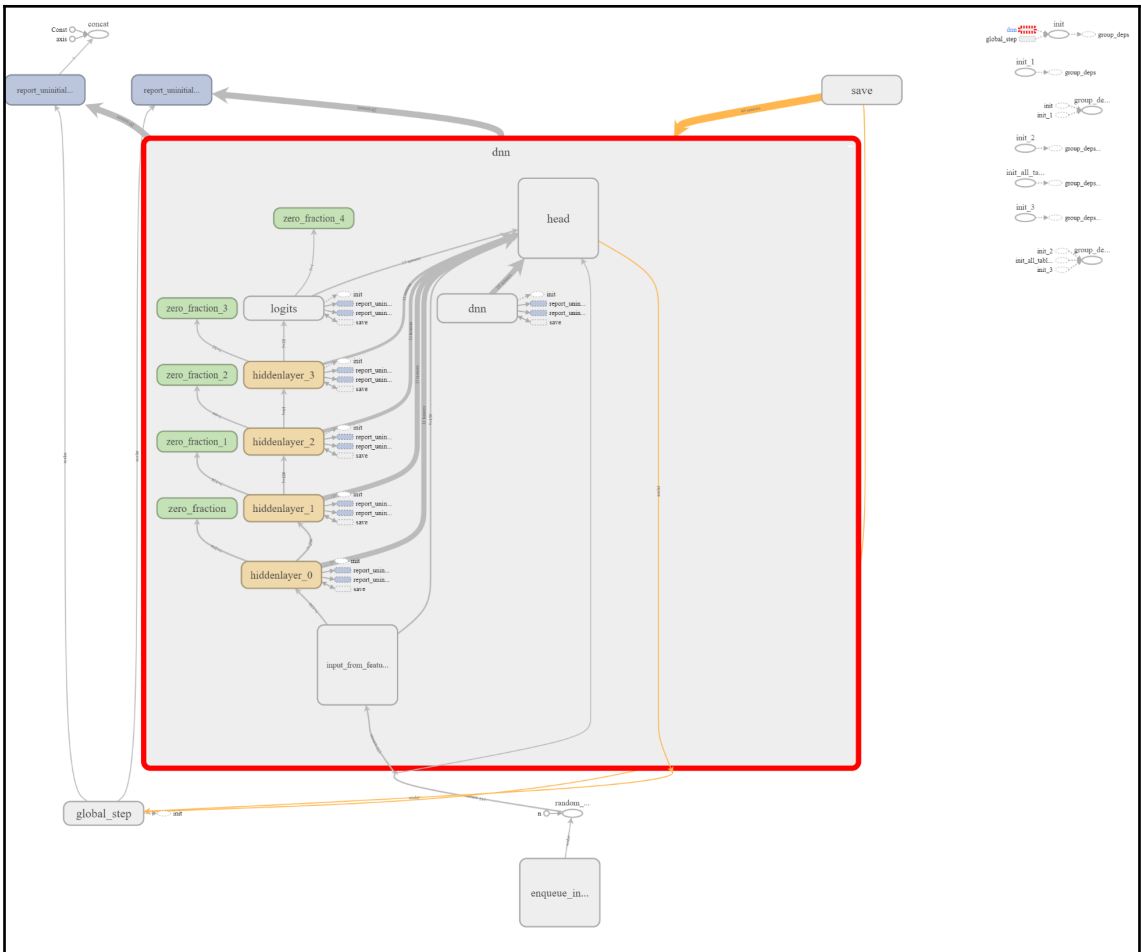 concat
Const
axis
report_uninitial...
report_uninitial...
save
dnn
init
global_step
group_deps
init_1
group_deps
init
group_de...
init_1
init_2
group_deps...
init_all_ta...
group_deps...
init_3
group_deps...
init_2
group_de...
init_all_tabl...
init_3
dnn
head
zero_fraction_4
logits
init
report_unin...
report_unin...
save
dnn
init
report_unin...
report_unin...
save
zero_fraction_3
hiddenlayer_3
init
report_unin...
report_unin...
save
zero_fraction_2
hiddenlayer_2
init
report_unin...
report_unin...
save
zero_fraction_1
hiddenlayer_1
init
report_unin...
report_unin...
save
zero_fraction
hiddenlayer_0
init
report_unin...
report_unin...
save
input_from_featu...
global_step
init
random_...
n
enqueue_in...